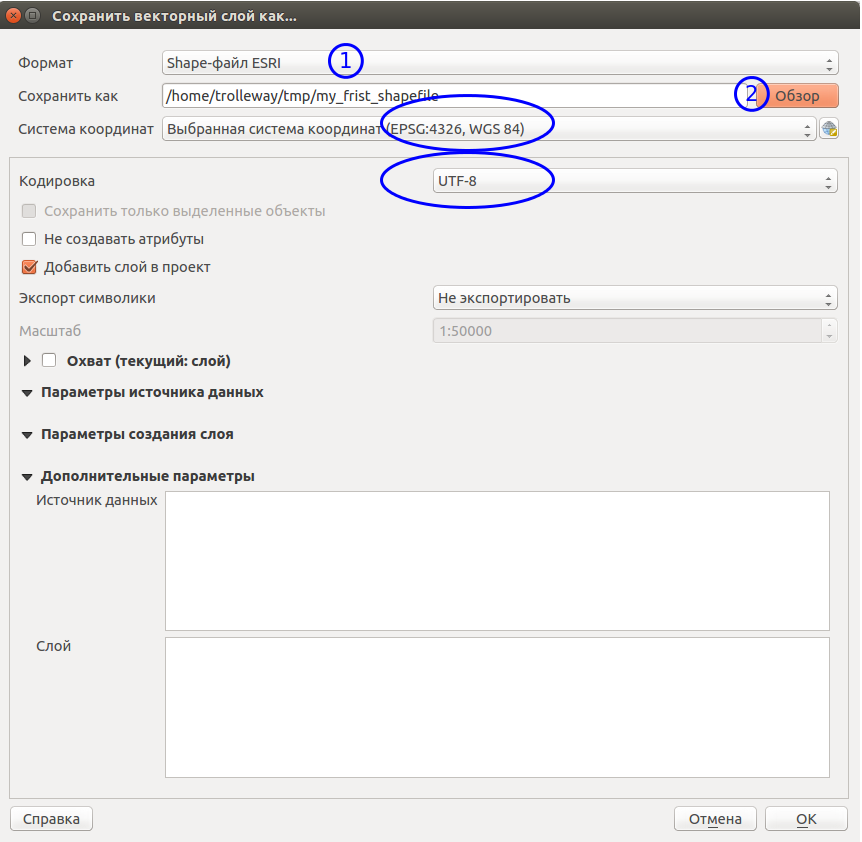 Сохранить векторный слой как...
Формат Shape-файл ESRI 1
Сохранить как /home/trolleway/tmp/my_frist_shapefile 2 Обзор
Система координат Выбранная система координат (EPSG:4326, WGS 84)
Кодировка UTF-8
Сохранить только выделенные объекты
Не создавать атрибуты
Добавить слой в проект
Экспорт символики Не экспортировать
Масштаб 1:50000
Охват (текущий: слой)
Параметры источника данных
Параметры создания слоя
Дополнительные параметры
Источник данных
Слой
Справка Отмена OK